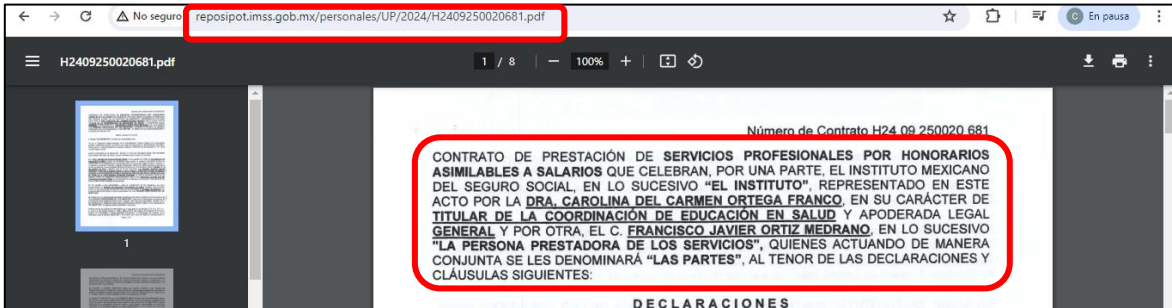 No seguro
reposipot.imss.gob.mx/personales/UP/2024/H2409250020681.pdf
En pausa
H2409250020681.pdf
1 / 8
100%
Número de Contrato H24 09 250020 681
CONTRATO DE PRESTACIÓN DE SERVICIOS PROFESIONALES POR HONORARIOS
ASIMILABLES A SALARIOS QUE CELEBRAN, POR UNA PARTE, EL INSTITUTO MEXICANO
DEL SEGURO SOCIAL, EN LO SUCESIVO "EL INSTITUTO", REPRESENTADO EN ESTE
ACTO POR LA DRA. CAROLINA DEL CARMEN ORTEGA FRANCO, EN SU CARÁCTER DE
TITULAR DE LA COORDINACIÓN DE EDUCACIÓN EN SALUD Y APODERADA LEGAL
GENERAL Y POR OTRA, EL C. FRANCISCO JAVIER ORTIZ MEDRANO, EN LO SUCESIVO
"LA PERSONA PRESTADORA DE LOS SERVICIOS", QUIENES ACTUANDO DE MANERA
CONJUNTA SE LES DENOMINARÁ "LAS PARTES", AL TENOR DE LAS DECLARACIONES Y
CLÁUSULAS SIGUIENTES:
DECLARACIONES
1